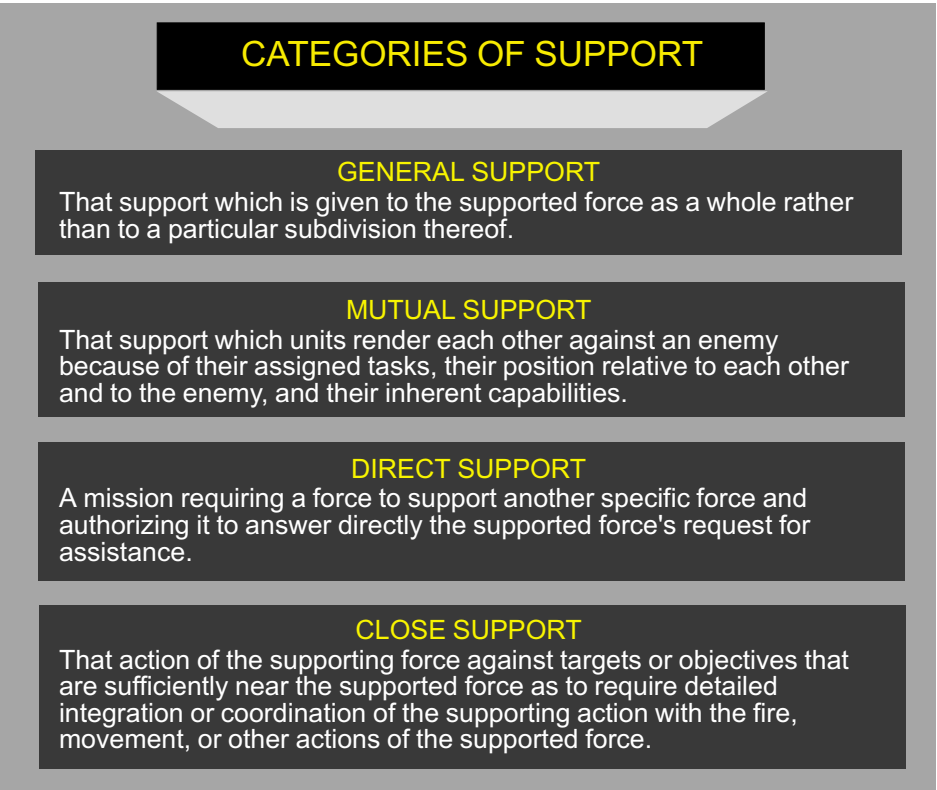 CATEGORIES OF SUPPORT
GENERAL SUPPORT
That support which is given to the supported force as a whole rather
than to a particular subdivision thereof.
MUTUAL SUPPORT
That support which units render each other against an enemy
because of their assigned tasks, their position relative to each other
and to the enemy, and their inherent capabilities.
DIRECT SUPPORT
A mission requiring a force to support another specific force and
authorizing it to answer directly the supported force's request for
assistance.
CLOSE SUPPORT
That action of the supporting force against targets or objectives that
are sufficiently near the supported force as to require detailed
integration or coordination of the supporting action with the fire,
movement, or other actions of the supported force.